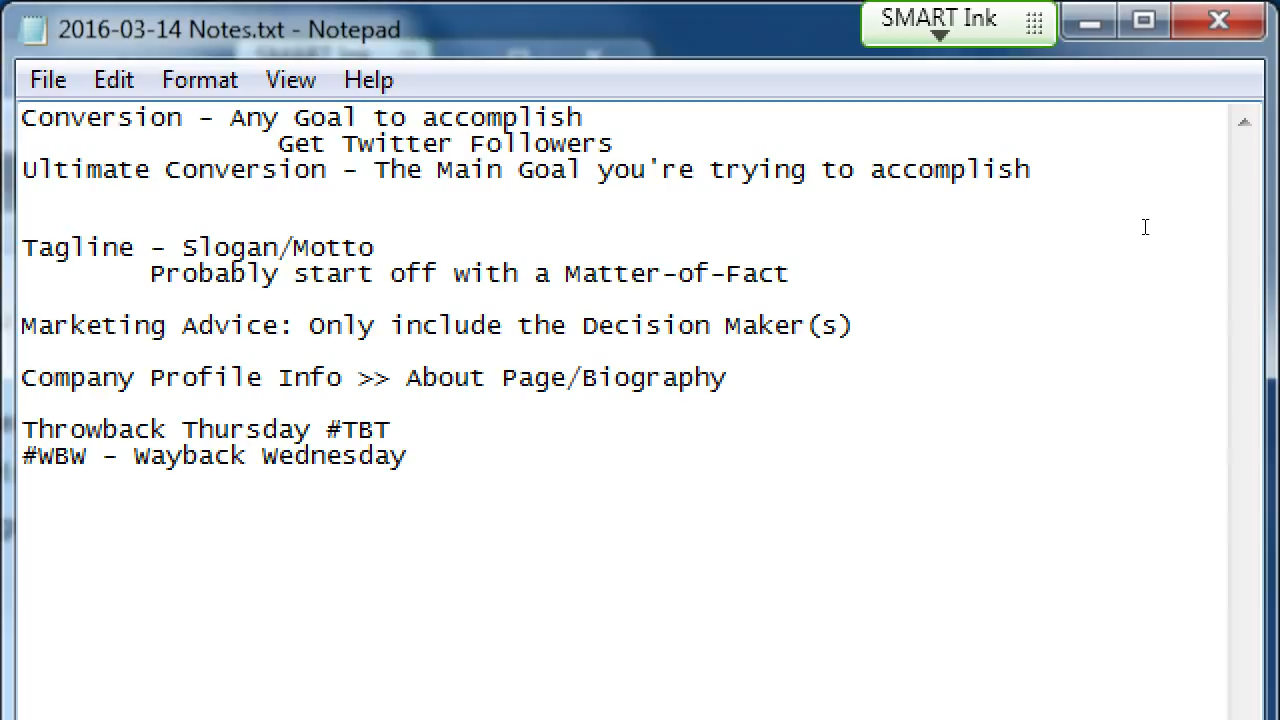 2016-03-14 Notes.txt - Notepad
SMART Ink
File Edit Format View Help
Conversion - Any Goal to accomplish
Get Twitter Followers
Ultimate Conversion - The Main Goal you're trying to accomplish
Tagline - Slogan/Motto
Probably start off with a Matter-of-Fact
Marketing Advice: Only include the Decision Maker(s)
Company Profile Info >> About Page/Biography
Throwback Thursday #TBT
#WBW - Wayback Wednesday